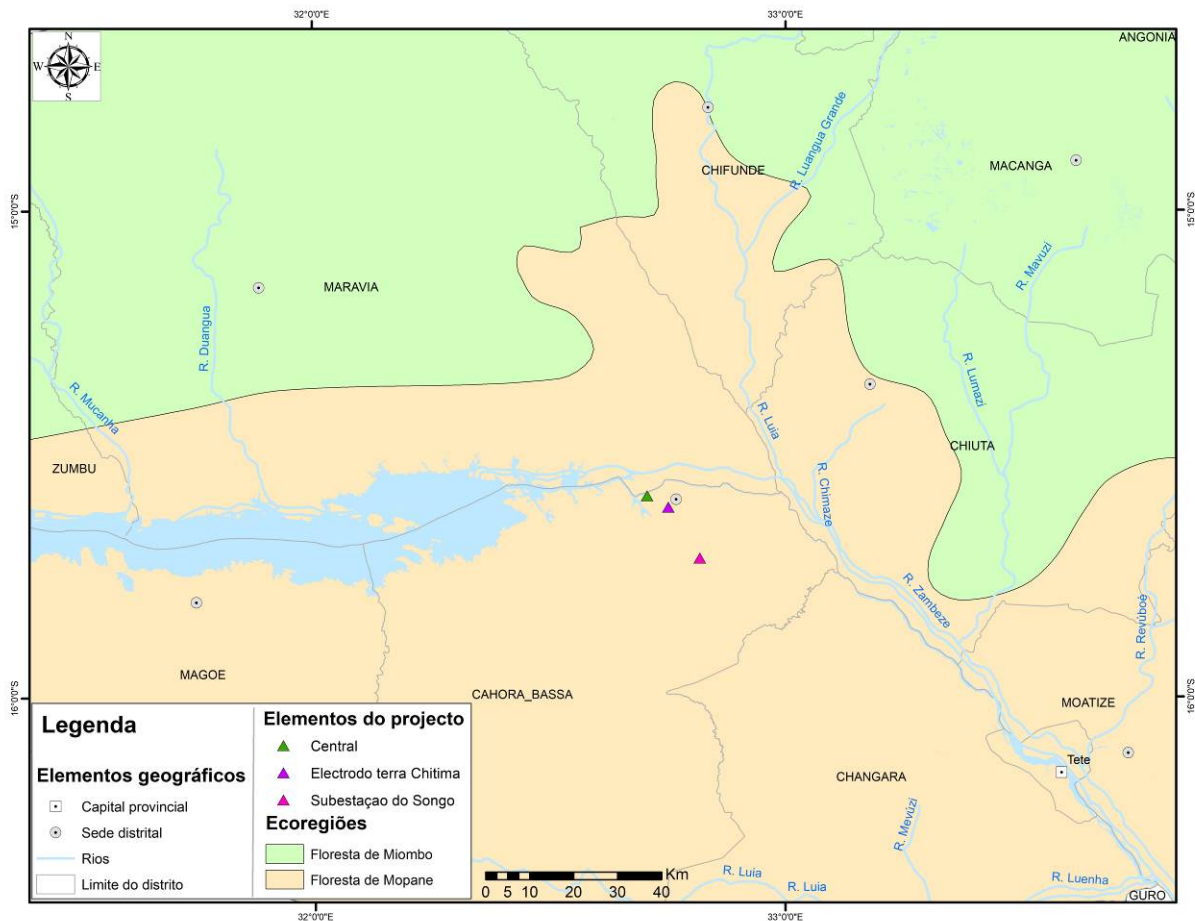 32°0'0"E
33°0'0"E
N
W
E
S
ANGONIA
R. Luangua Grande
CHIFUNDE
MACANGA
15°0'0"S
15°0'0"S
R. Mavuzi
MARAVIA
R. Duangua
R. Lumazi
R. Mucanha
R. Luia
CHIUTA
ZUMBU
R. Chimaze
R. Zambeze
R. Revúboè
MAGOE
CAHORA_BASSA
16°0'0"S
16°0'0"S
MOATIZE
Tete
CHANGARA
R. Mevúzi
Legenda
Elementos geográficos
Capital provincial
Sede distrital
Rios
Limite do distrito
Elementos do projecto
Central
Electrodo terra Chitima
Subestaçao do Songo
Ecoregiões
Floresta de Miombo
Floresta de Mopane
Km
0 5 10 20 30 40
R. Luia
R. Luia
R. Luenha
GURO
32°0'0"E
33°0'0"E